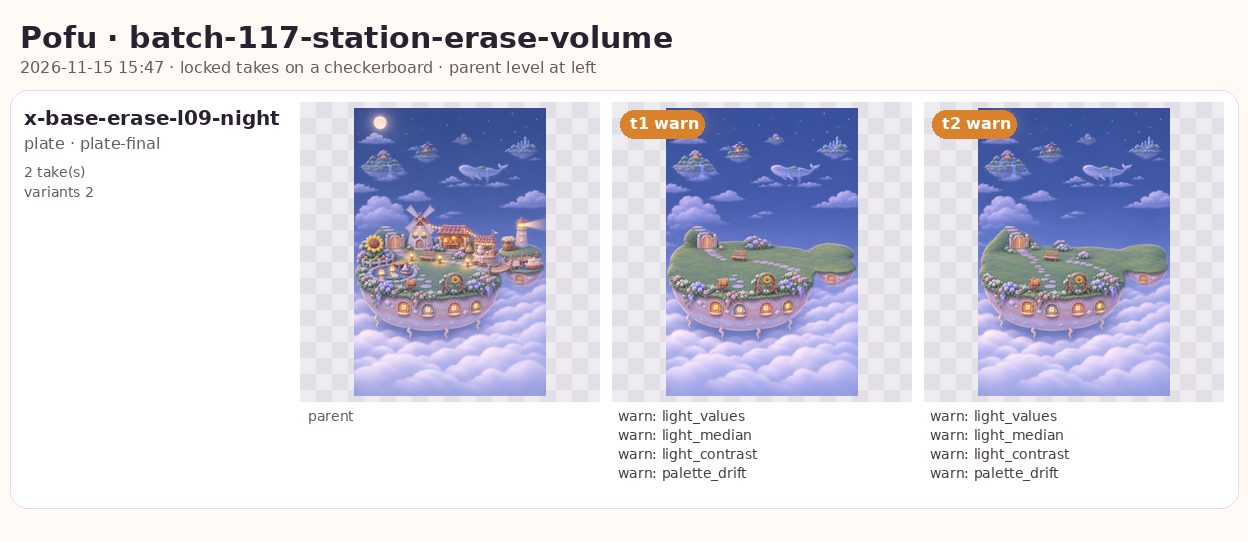 Pofu · batch-117-station-erase-volume
2026-11-15 15:47 · locked takes on a checkerboard · parent level at left
x-base-erase-l09-night
plate · plate-final
2 take(s)
variants 2
parent
t1 warn
warn: light_values
warn: light_median
warn: light_contrast
warn: palette_drift
t2 warn
warn: light_values
warn: light_median
warn: light_contrast
warn: palette_drift